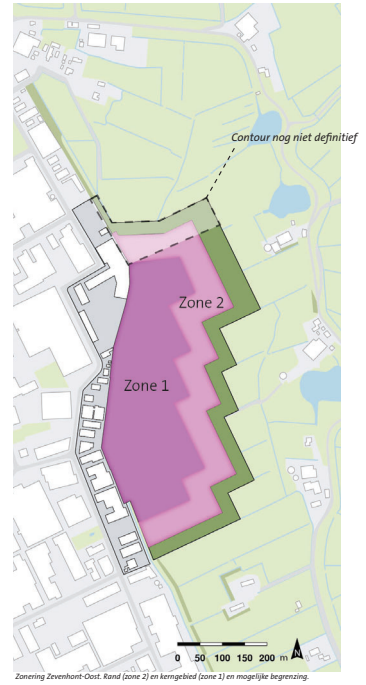 Contour nog niet definitief
Zone 2
Zone 1
0 50 100 150 200 m
N
Zonering Zevenhont-Oost. Rand (zone 2) en kerngebied (zone 1) en mogelijke begrenzing.